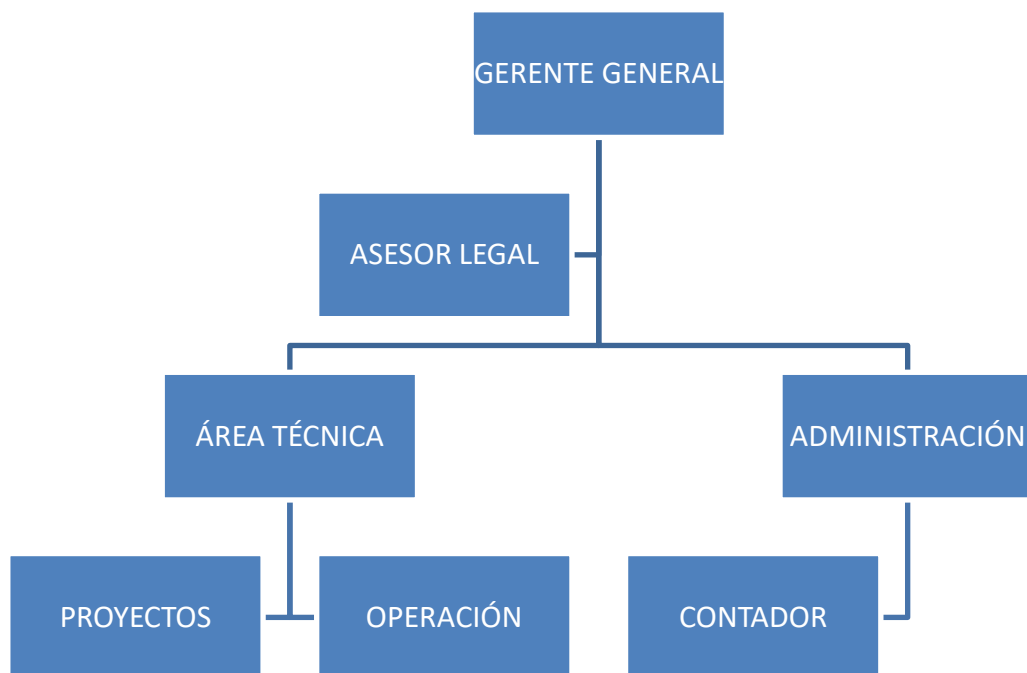 GERENTE GENERAL
ASESOR LEGAL
ÁREA TÉCNICA
ADMINISTRACIÓN
PROYECTOS
OPERACIÓN
CONTADOR